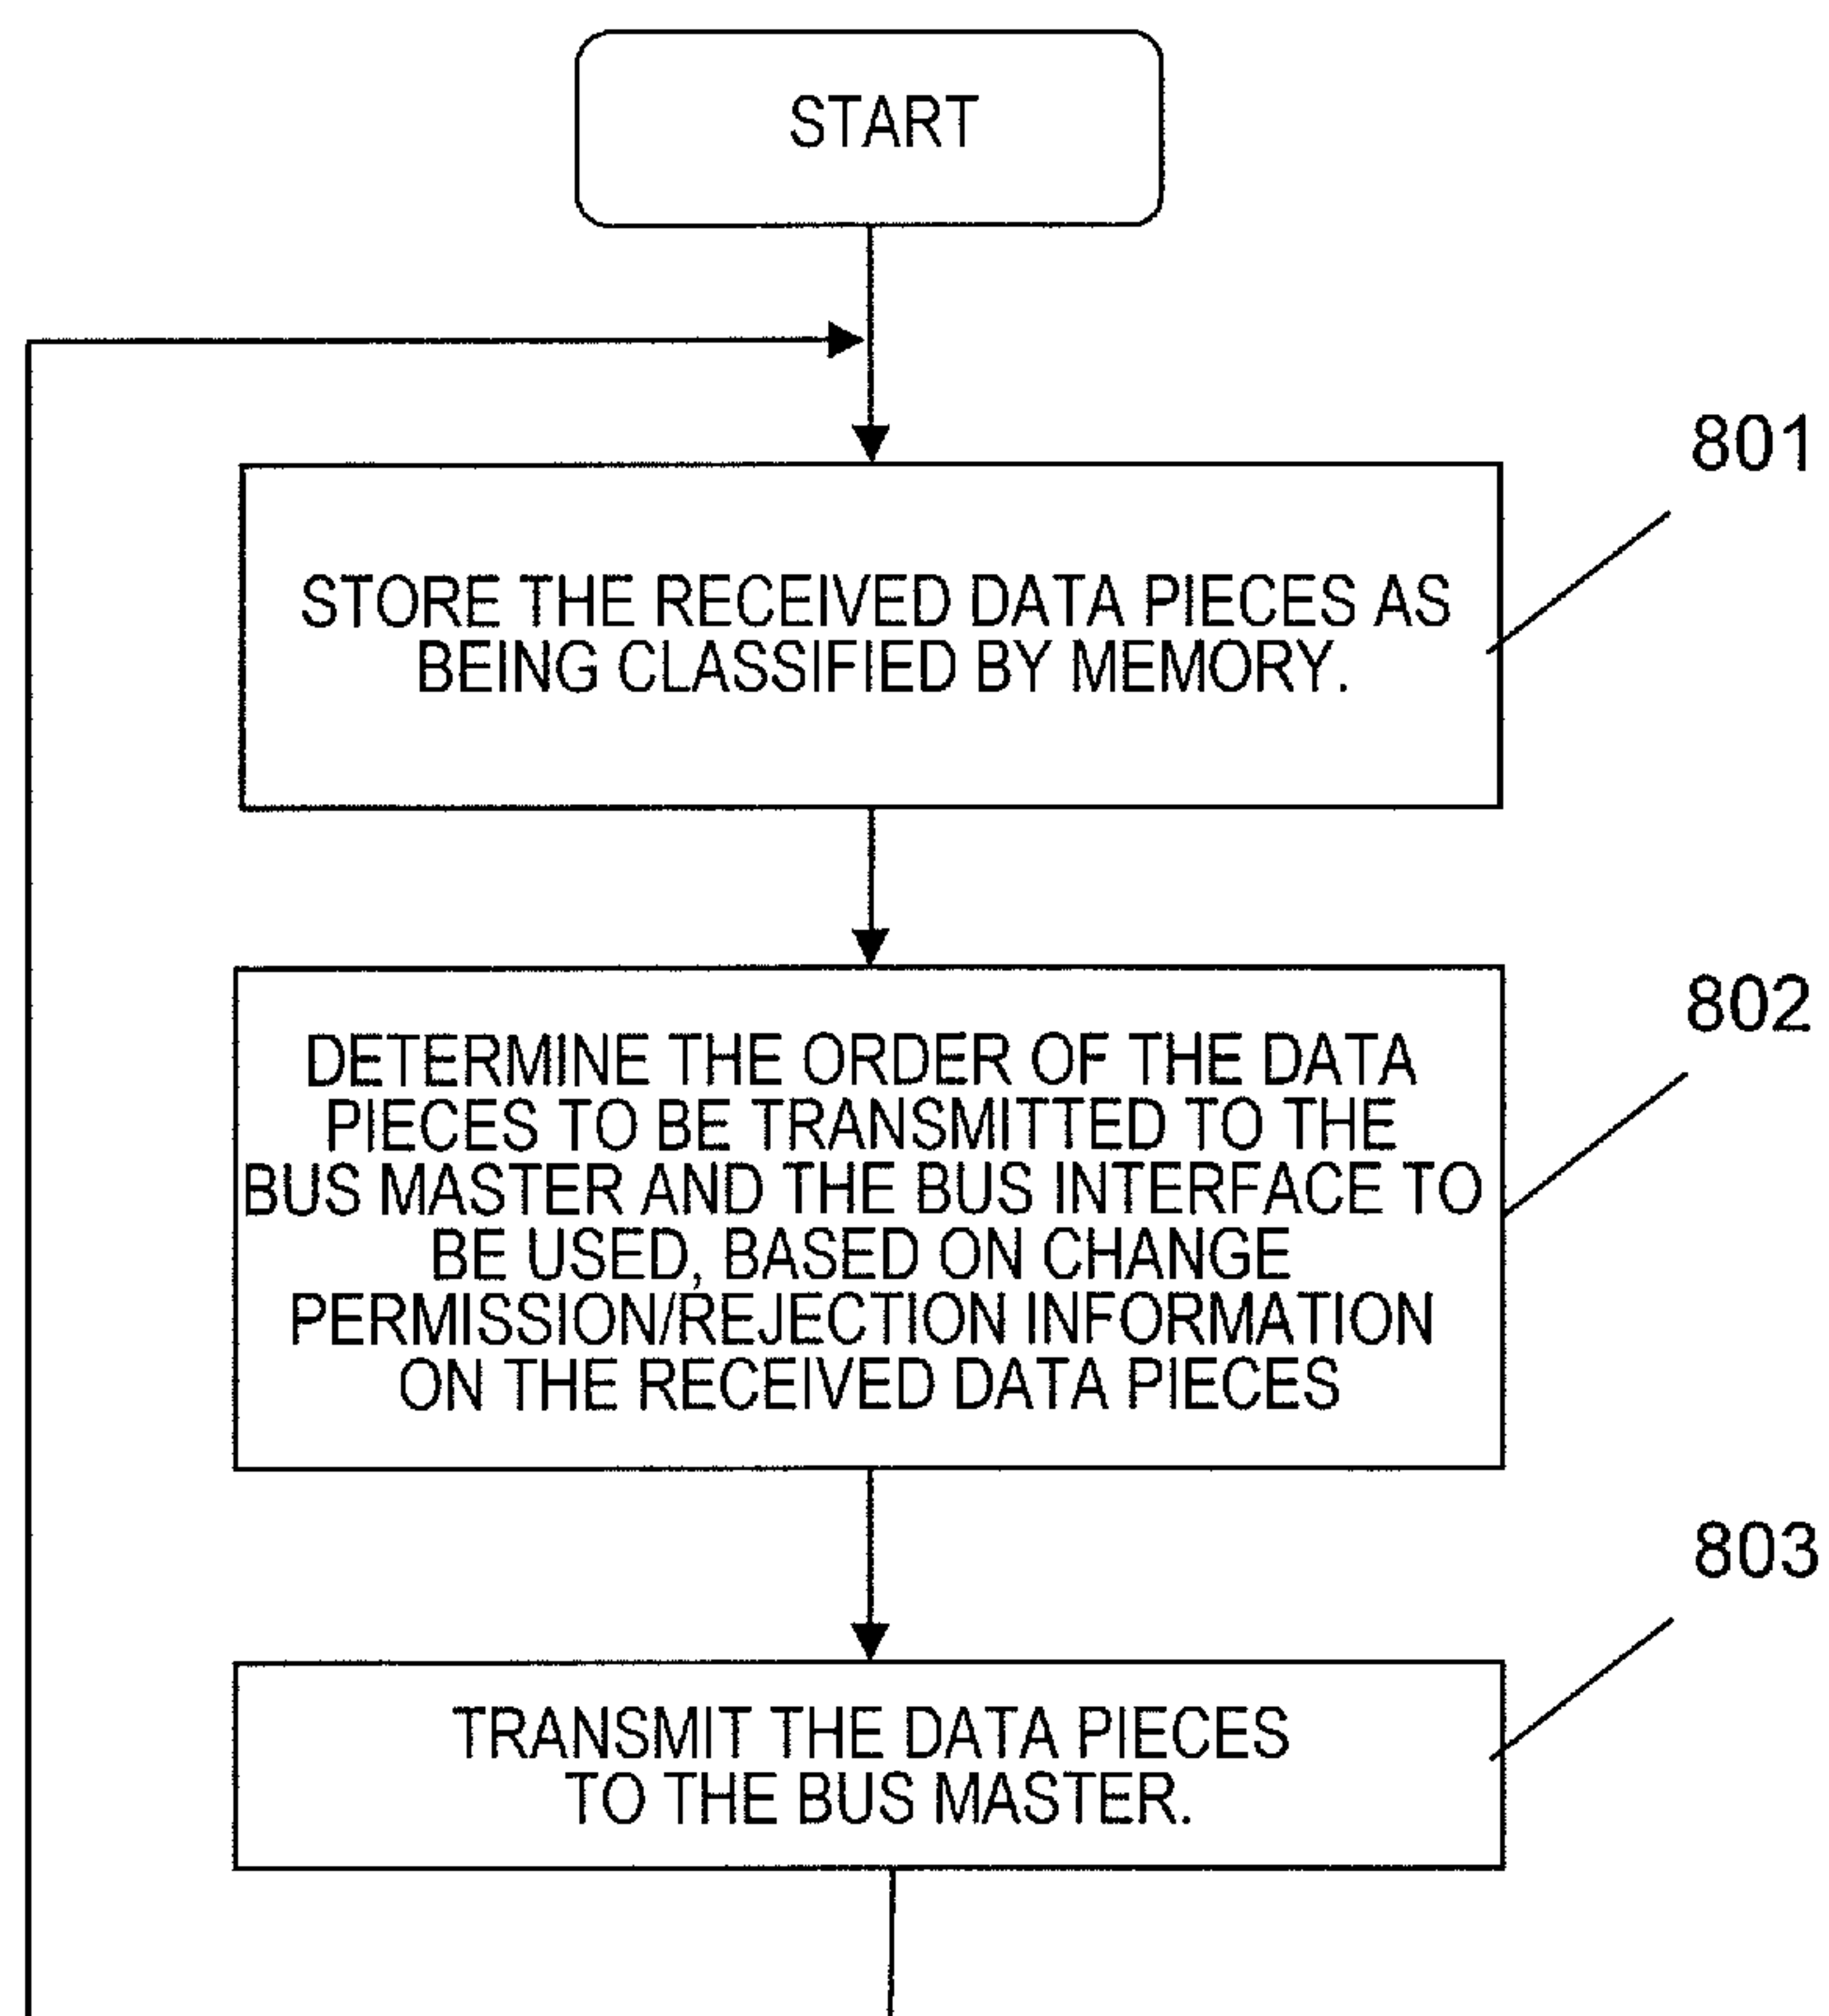 START
801
STORE THE RECEIVED DATA PIECES AS
BEING CLASSIFIED BY MEMORY.
802
DETERMINE THE ORDER OF THE DATA
PIECES TO BE TRANSMITTED TO THE
BUS MASTER AND THE BUS INTERFACE TO
BE USED, BASED ON CHANGE
PERMISSION/REJECTION INFORMATION
ON THE RECEIVED DATA PIECES
803
TRANSMIT THE DATA PIECES
TO THE BUS MASTER.